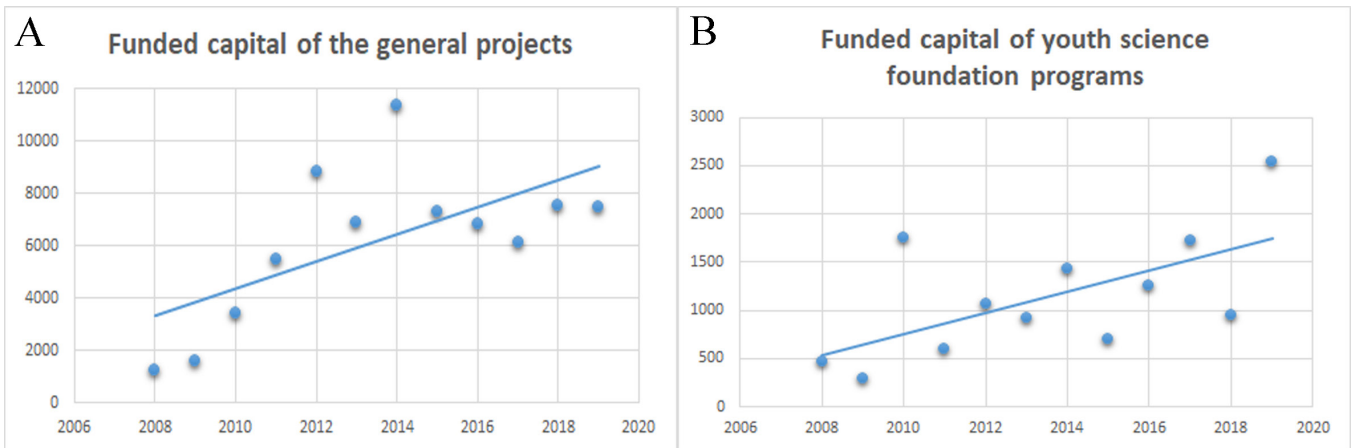 A
Funded capital of the general projects
12000
10000
8000
6000
4000
2000
0
2006 2008 2010 2012 2014 2016 2018 2020
B
Funded capital of youth science
foundation programs
3000
2500
2000
1500
1000
500
0
2006 2008 2010 2012 2014 2016 2018 2020